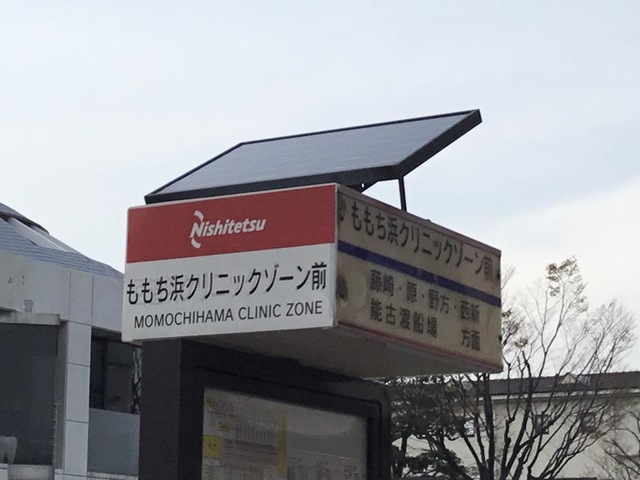 Nishitetsu
ももち浜クリニックゾーン前
MOMOCHIHAMA CLINIC ZONE
ももち浜クリニックゾーン前
藤崎・原・野方・西新
能古渡船場 方面